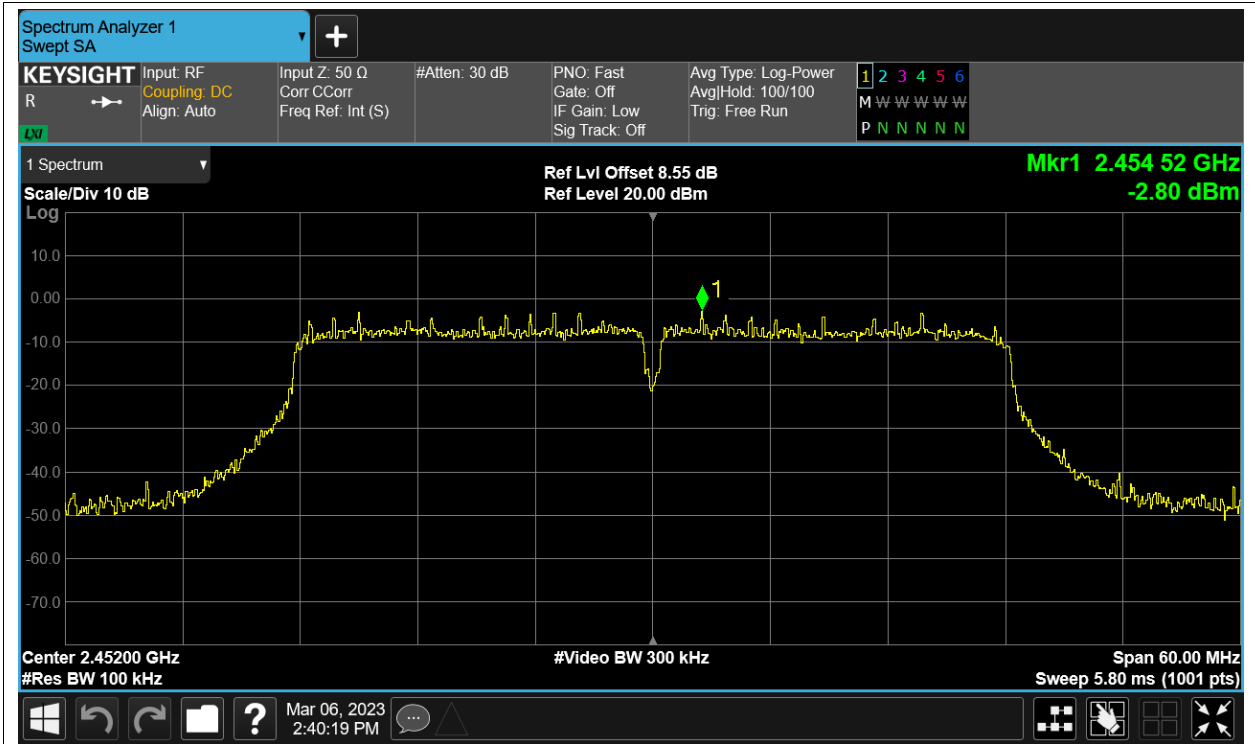 Spectrum Analyzer 1
Swept SA
KEYSIGHT
R
LXI
Input: RF
Coupling: DC
Align: Auto
Input Z: 50 Ω
Corr CCorr
Freq Ref: Int (S)
#Atten: 30 dB
PNO: Fast
Gate: Off
IF Gain: Low
Sig Track: Off
Avg Type: Log-Power
Avg|Hold: 100/100
Trig: Free Run
1 2 3 4 5 6
M W W W W W
P N N N N N
1 Spectrum
Scale/Div 10 dB
Log
Ref Lvl Offset 8.55 dB
Ref Level 20.00 dBm
Mkr1 2.454 52 GHz
-2.80 dBm
10.0
0.00
-10.0
-20.0
-30.0
-40.0
-50.0
-60.0
-70.0
1
Center 2.45200 GHz
#Res BW 100 kHz
#Video BW 300 kHz
Span 60.00 MHz
Sweep 5.80 ms (1001 pts)
?
Mar 06, 2023
2:40:19 PM